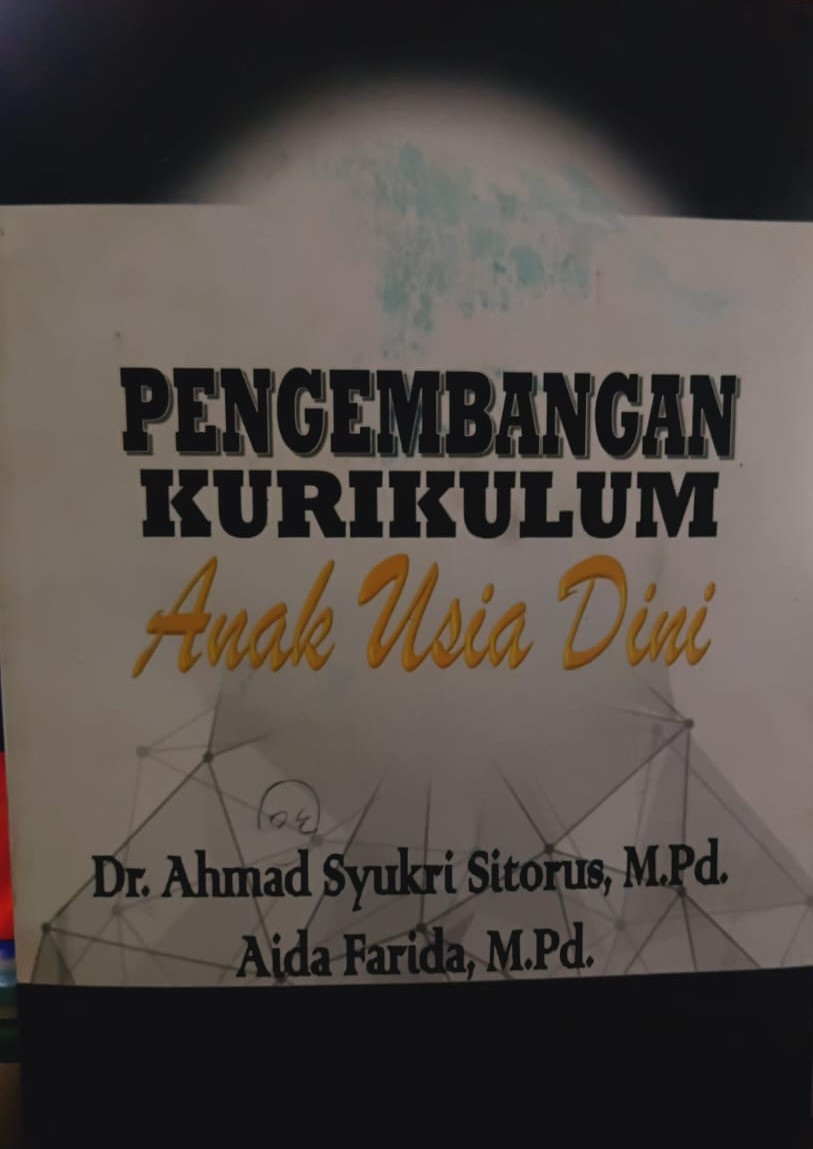 PENGEMBANGAN
KURIKULUM
Anak Usia Dini
Dr. Ahmad Syukri Sitorus, M.Pd.
Aida Farida, M.Pd.